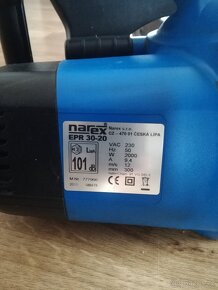 narex
Narex s.r.o.
CZ - 470 01 ČESKÁ LÍPA
EPR 30-20
LWA
101 dB
VAC 230
Hz 50
W 2000
A 9,4
m/s 12
mm 300